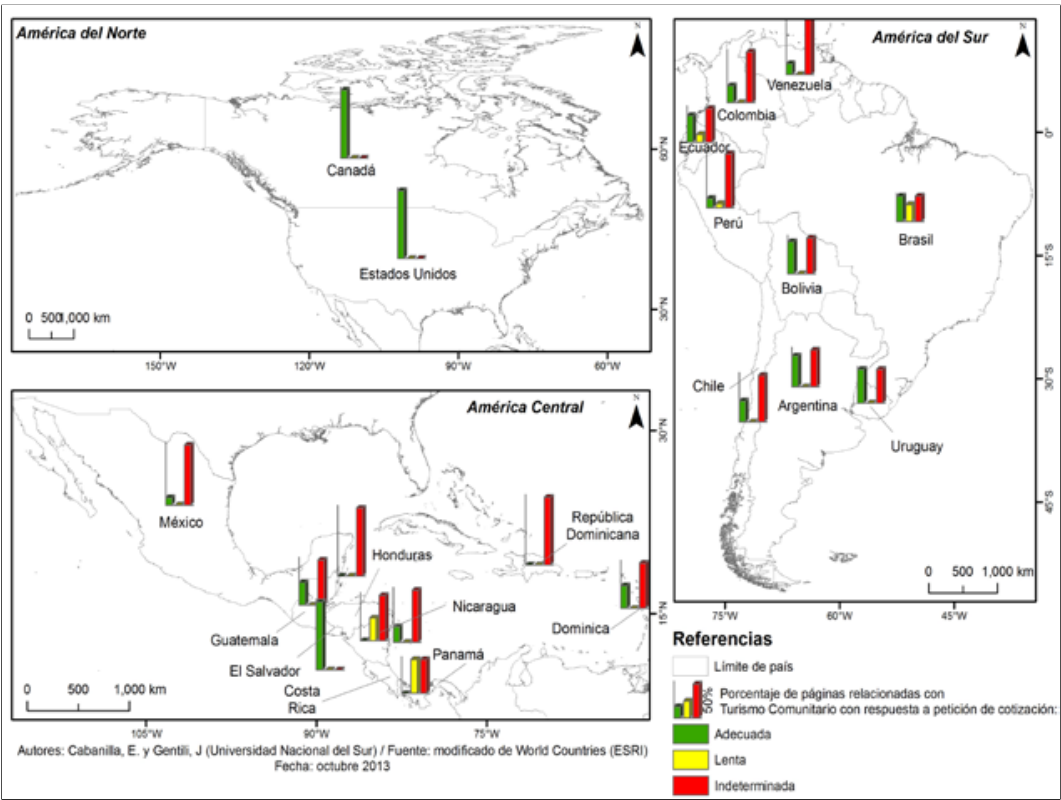 América del Norte
N
Canadá
Estados Unidos
0 500 1,000 km
60°N
30°N
150°W 120°W 90°W 60°W
América Central
N
México
República
Dominicana
Honduras
Nicaragua
Guatemala
Dominica
El Salvador
Panamá
Costa
Rica
0 500 1,000 km
30°N
15°N
105°W 90°W 75°W
América del Sur
N
Venezuela
Colombia
Ecuador
Perú
Brasil
Bolivia
Chile
Argentina
Uruguay
0 500 1,000 km
0°
15°S
30°S
45°S
75°W 60°W 45°W
Referencias
Límite de país
50%
Porcentaje de páginas relacionadas con
Turismo Comunitario con respuesta a petición de cotización:
Adecuada
Lenta
Indeterminada
Autores: Cabanilla, E. y Gentili, J (Universidad Nacional del Sur) / Fuente: modificado de World Countries (ESRI)
Fecha: octubre 2013